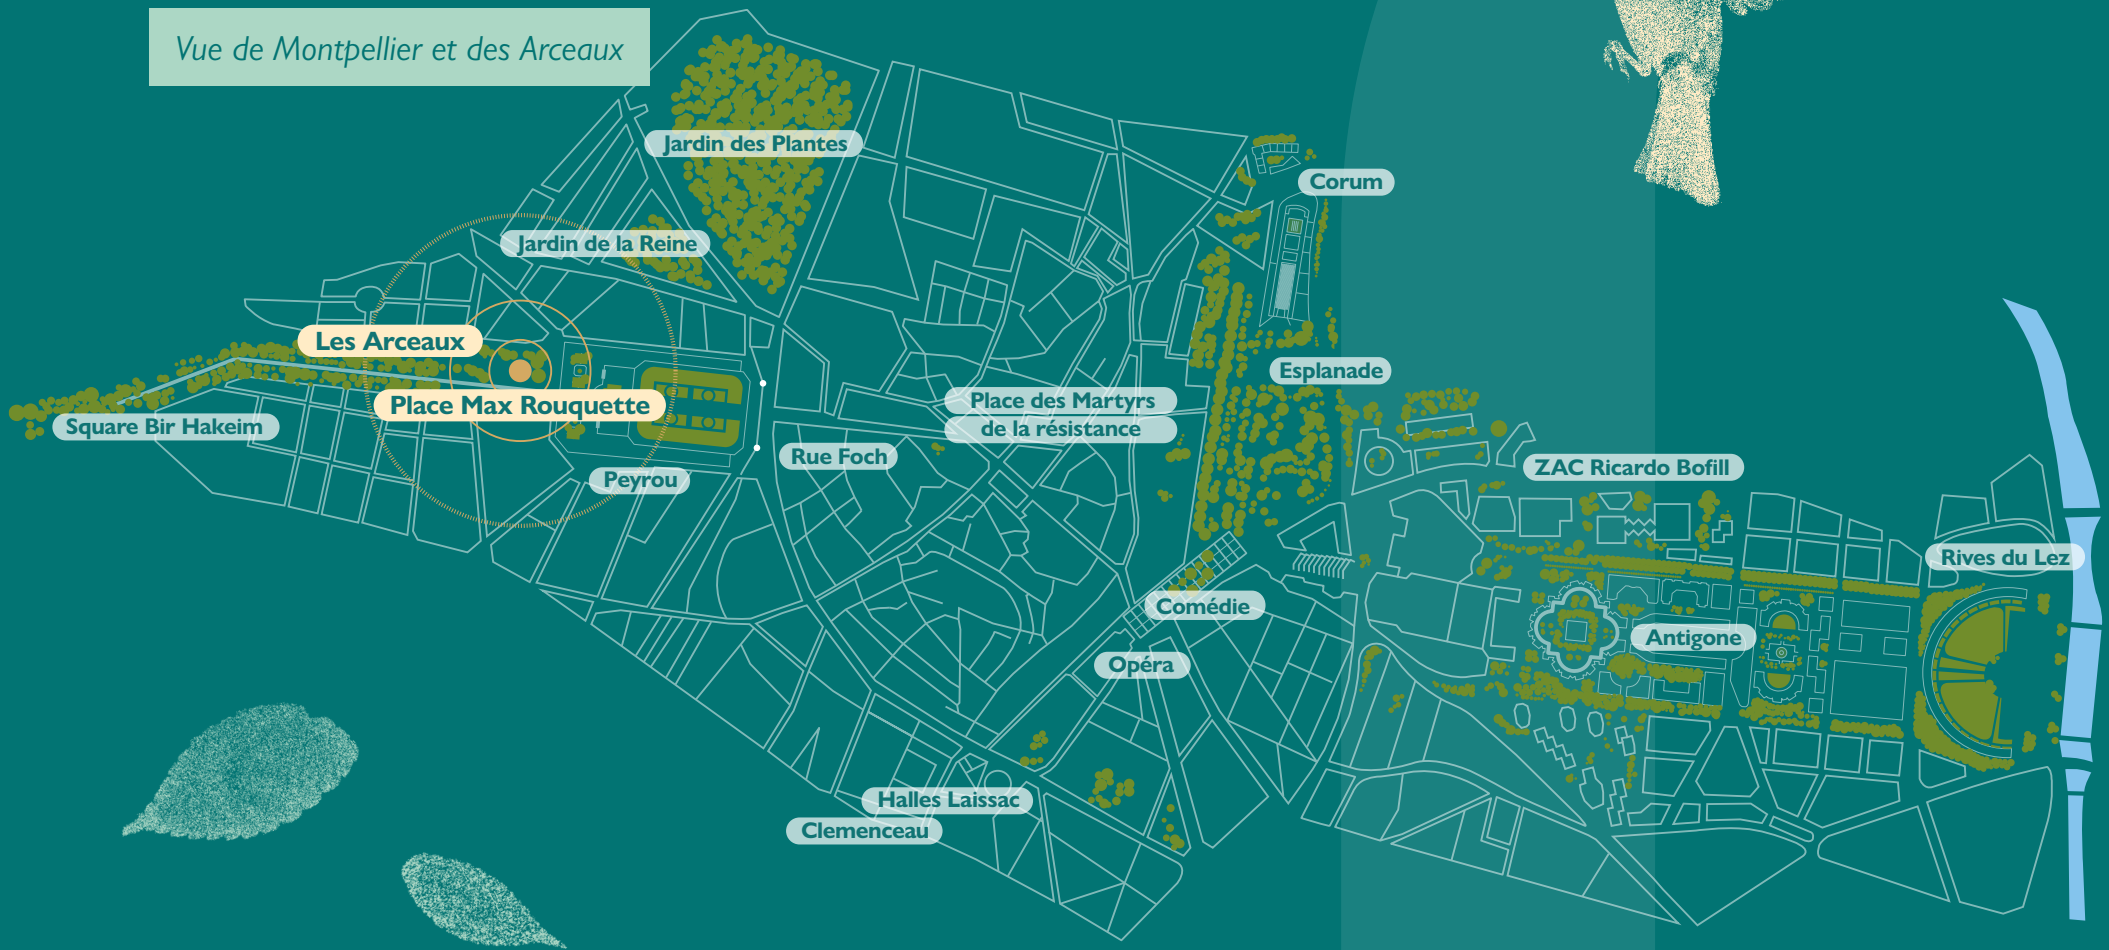 Vue de Montpellier et des Arceaux
Jardin des Plantes
Corum
Jardin de la Reine
Les Arceaux
Esplanade
Place Max Rouquette
Place des Martyrs
de la résistance
Square Bir Hakeim
Rue Foch
Peyrou
ZAC Ricardo Bofill
Rives du Lez
Comédie
Antigone
Opéra
Halles Laissac
Clemenceau